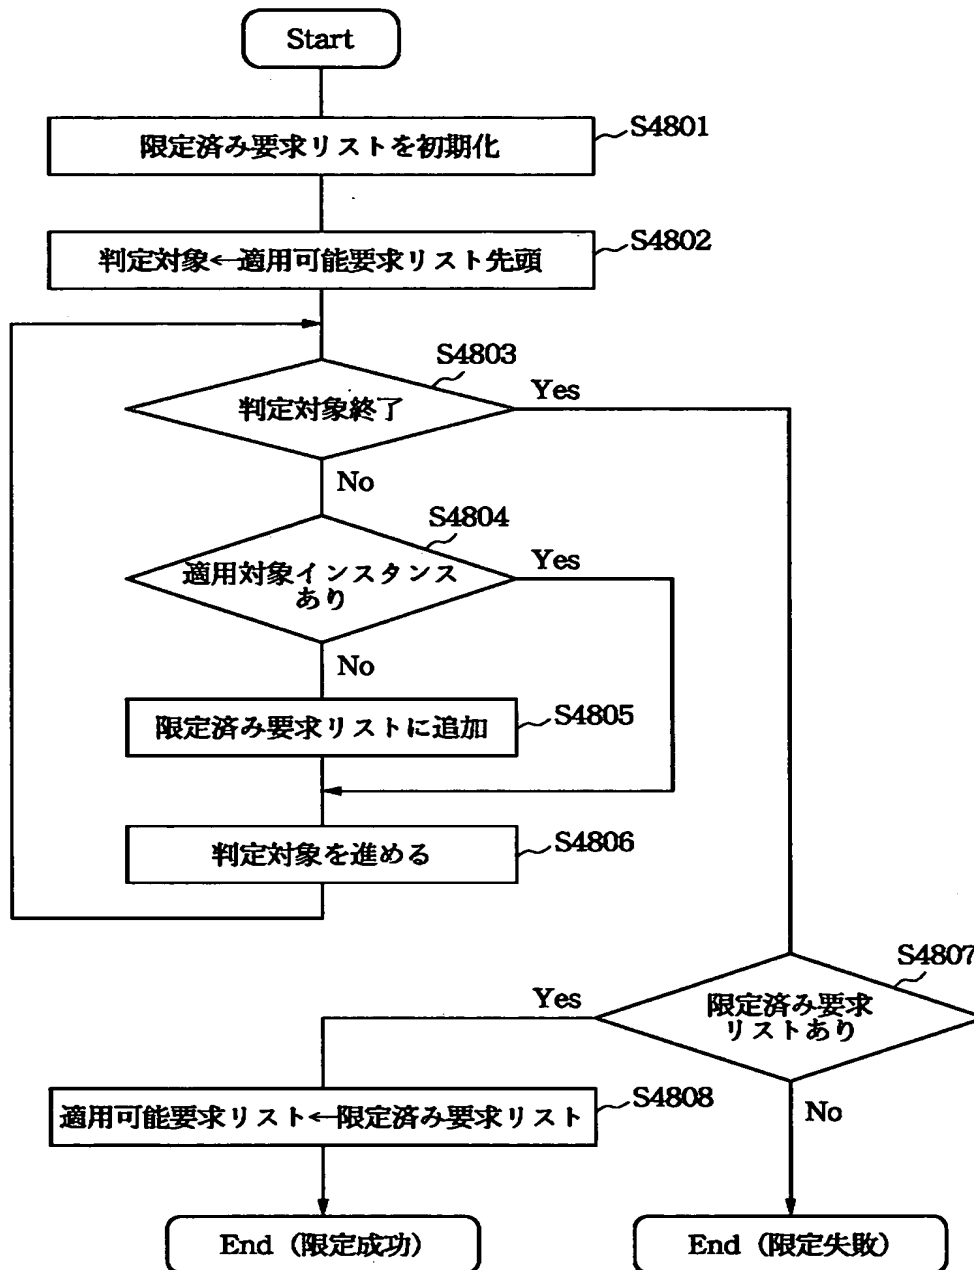 Start
限定済み要求リストを初期化
S4801
判定対象←適用可能要求リスト先頭
S4802
S4803
判定対象終了
Yes
No
S4804
適用対象インスタンス
あり
Yes
No
限定済み要求リストに追加
S4805
判定対象を進める
S4806
S4807
限定済み要求
リストあり
Yes
No
適用可能要求リスト←限定済み要求リスト
S4808
End（限定成功）
End（限定失敗）